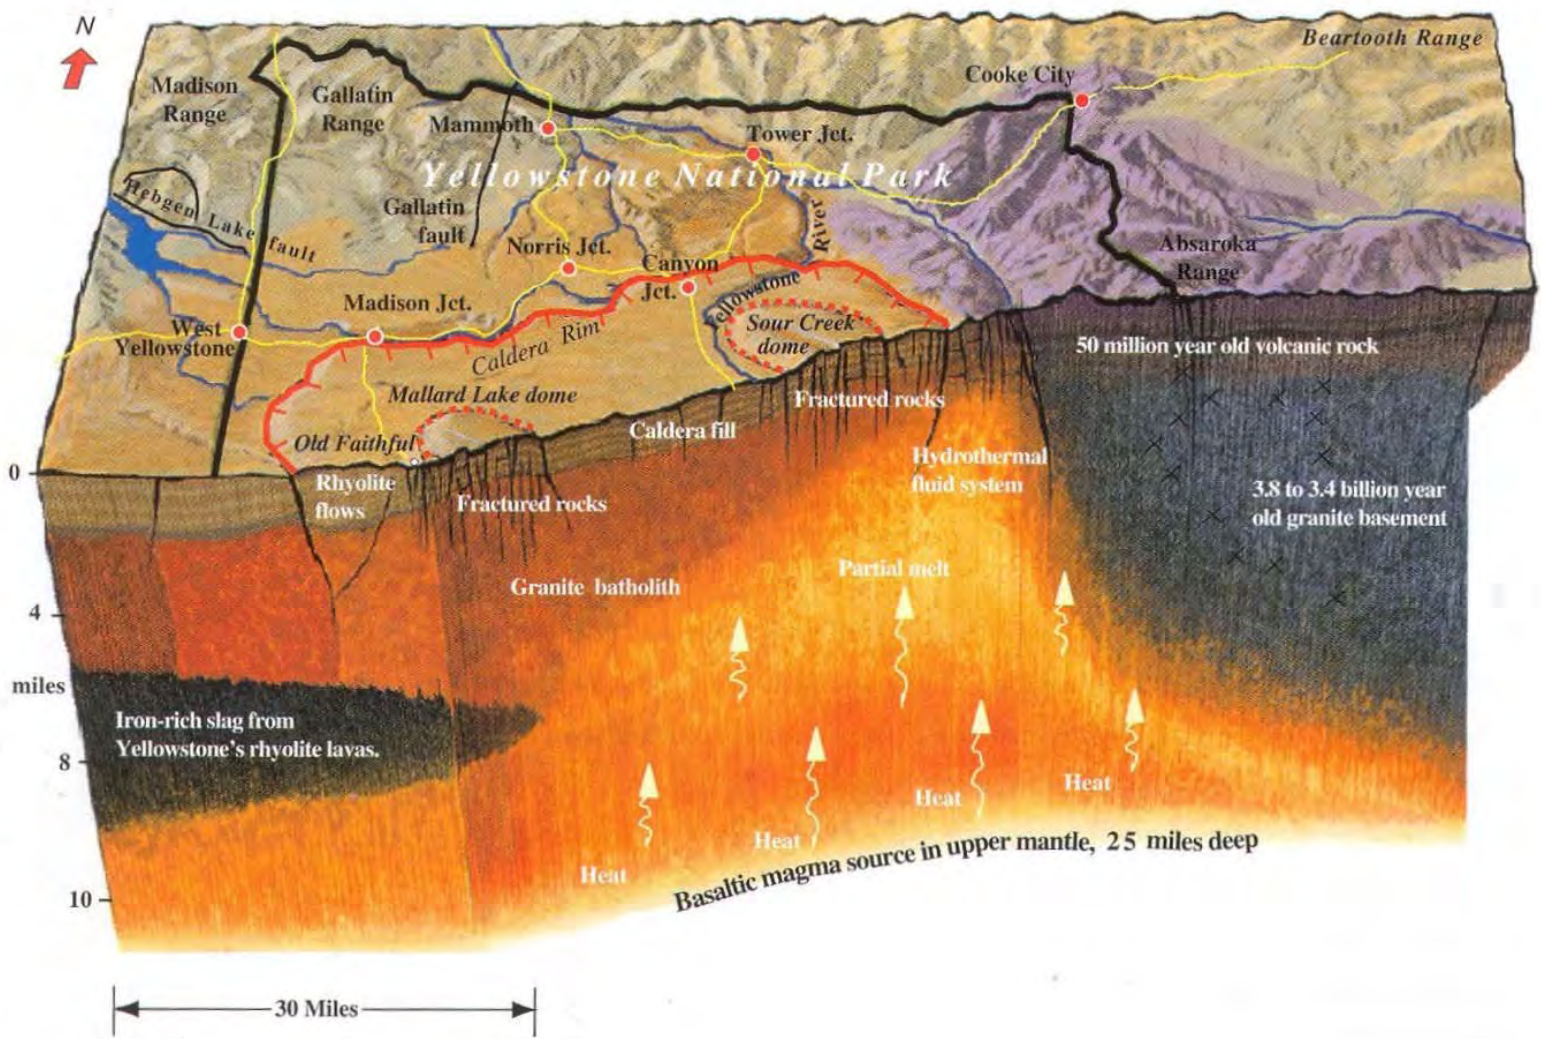 N
Beartooth Range
Cooke City
Madison
Range
Gallatin
Range
Mammoth
Tower Jct.
Yellowstone National Park
Hebgen Lake fault
Gallatin
fault
River
Norris Jct.
Canyon
Jct.
Absaroka
Range
Madison Jct.
Yellowstone
West
Yellowstone
Caldera Rim
Sour Creek
dome
50 million year old volcanic rock
Mallard Lake dome
Fractured rocks
Old Faithful
Caldera fill
Hydrothermal
fluid system
0
Rhyolite
flows
Fractured rocks
3.8 to 3.4 billion year
old granite basement
Partial melt
Granite batholith
4
miles
Iron-rich slag from
Yellowstone's rhyolite lavas.
8
Heat
Heat
Heat
Heat
Basaltic magma source in upper mantle, 25 miles deep
10
30 Miles